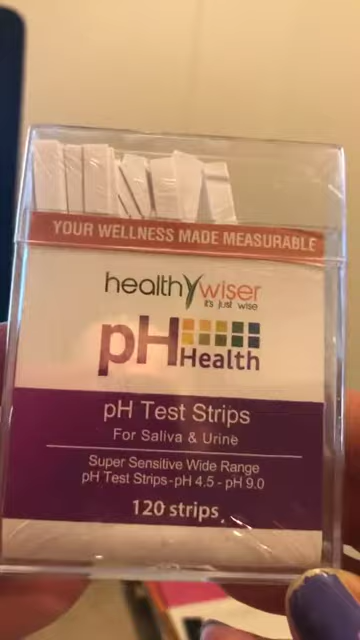 YOUR WELLNESS MADE MEASURABLE
healthywiser
it's just wise
pH Health
pH Test Strips
For Saliva & Urine
Super Sensitive Wide Range
pH Test Strips-pH 4.5 - pH 9.0
120 strips